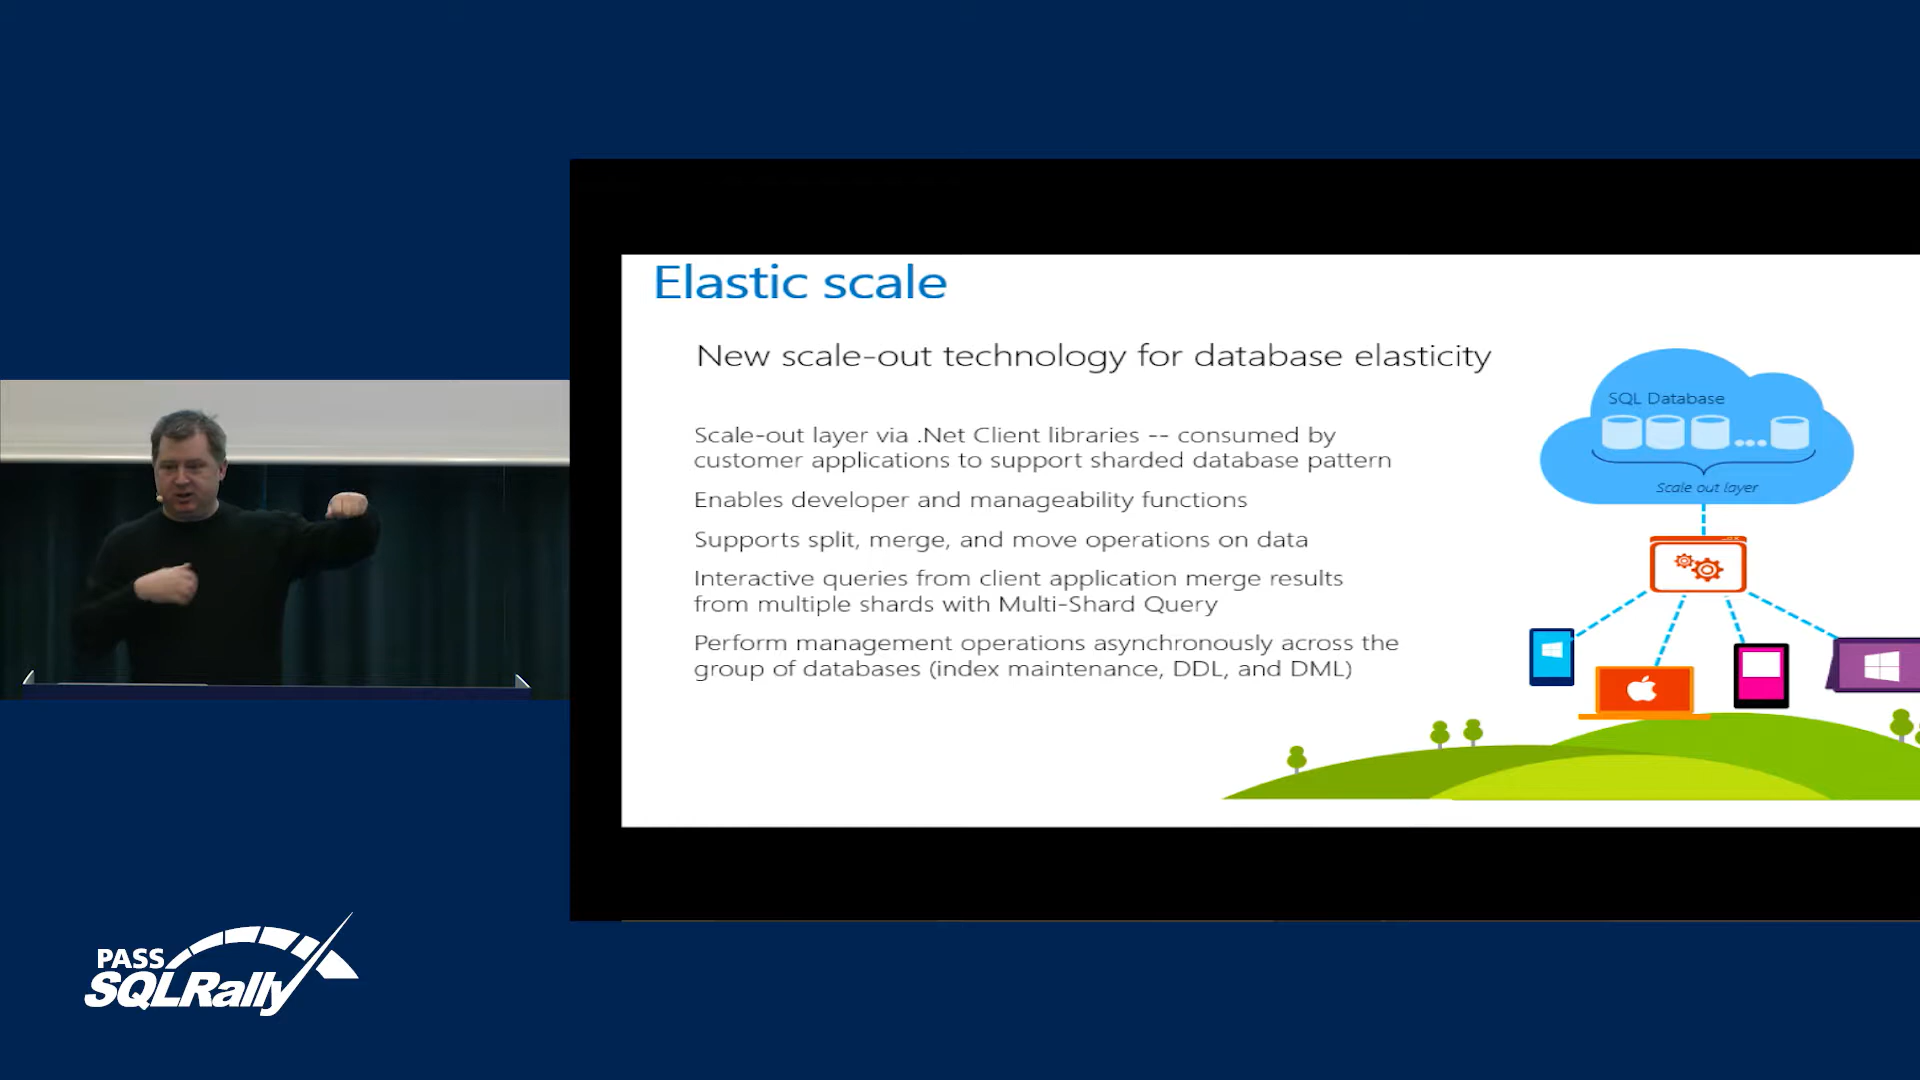 Elastic scale
New scale-out technology for database elasticity
Scale-out layer via .Net Client libraries -- consumed by
customer applications to support sharded database pattern
Enables developer and manageability functions
Supports split, merge, and move operations on data
Interactive queries from client application merge results
from multiple shards with Multi-Shard Query
Perform management operations asynchronously across the
group of databases (index maintenance, DDL, and DML)
SQL Database
Scale out layer
PASS
SQLRally